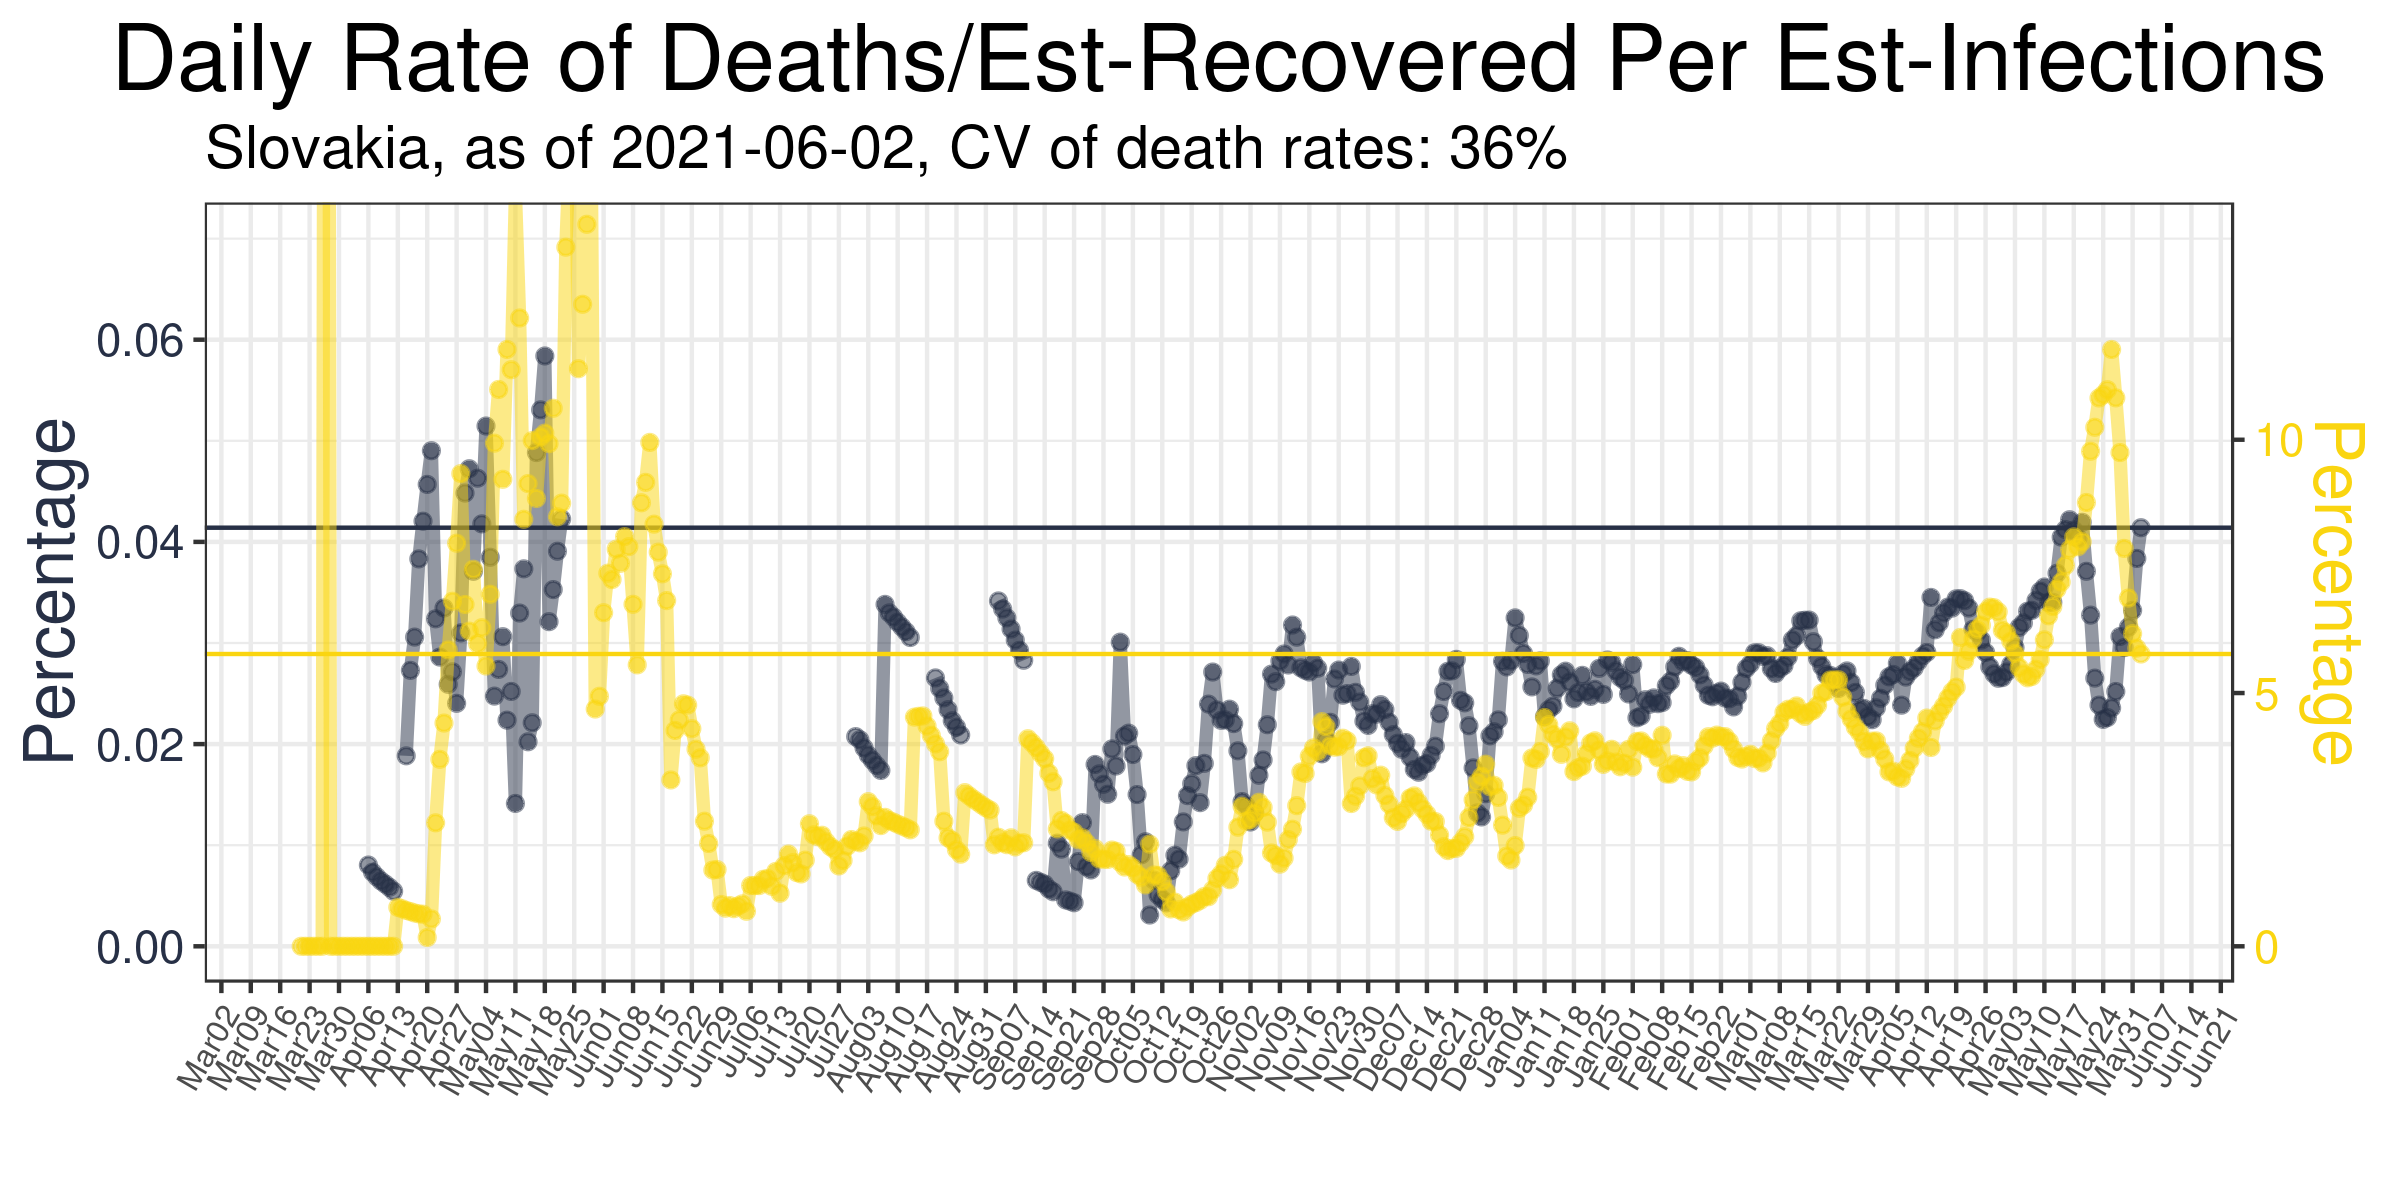 Daily Rate of Deaths/Est-Recovered Per Est-Infections
Slovakia, as of 2021-06-02, CV of death rates: 36%
Percentage
0.06
0.04
0.02
0.00
10
5
0
Percentage
Mar02
Mar09
Mar16
Mar23
Mar30
Apr06
Apr13
Apr20
Apr27
May04
May11
May18
May25
Jun01
Jun08
Jun15
Jun22
Jun29
Jul06
Jul13
Jul20
Jul27
Aug03
Aug10
Aug17
Aug24
Aug31
Sep07
Sep14
Sep21
Sep28
Oct05
Oct12
Oct19
Oct26
Nov02
Nov09
Nov16
Nov23
Nov30
Dec07
Dec14
Dec21
Dec28
Jan04
Jan11
Jan18
Jan25
Feb01
Feb08
Feb15
Feb22
Mar01
Mar08
Mar15
Mar22
Mar29
Apr05
Apr12
Apr19
Apr26
May03
May10
May17
May24
May31
Jun07
Jun14
Jun21